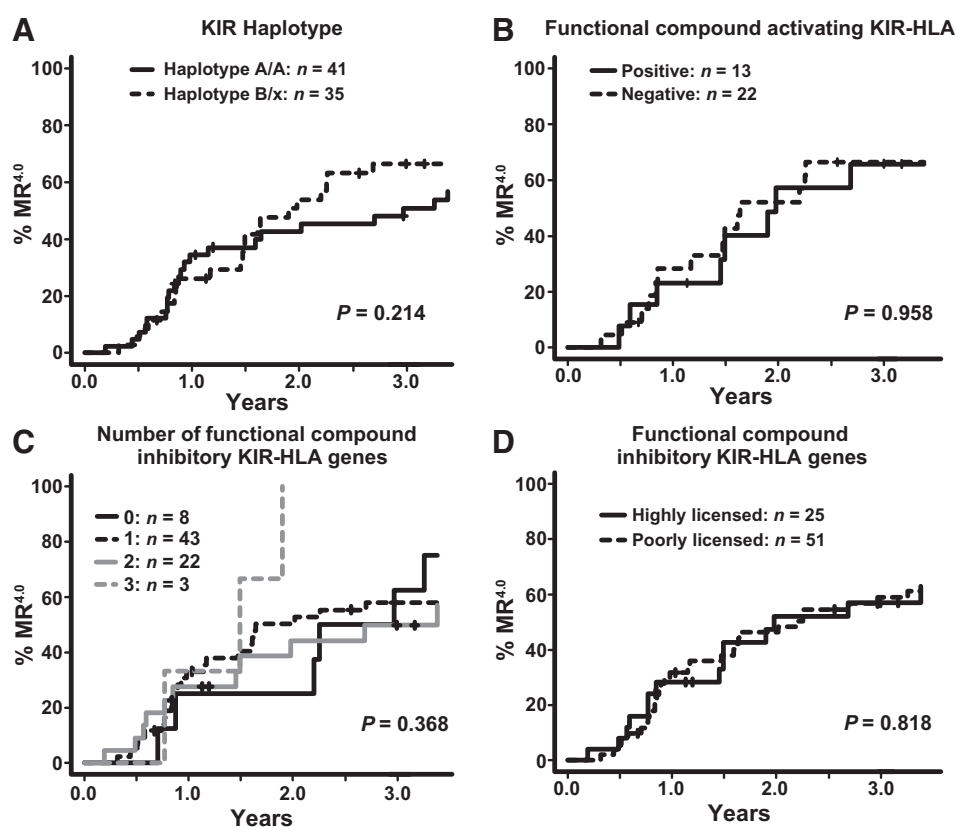 A
KIR Haplotype
% MR4.0
100
80
60
40
20
0
Haplotype A/A: n = 41
Haplotype B/x: n = 35
P = 0.214
0.0 1.0 2.0 3.0
Years
B
Functional compound activating KIR-HLA
% MR4.0
100
80
60
40
20
0
Positive: n = 13
Negative: n = 22
P = 0.958
0.0 1.0 2.0 3.0
Years
C
Number of functional compound
inhibitory KIR-HLA genes
% MR4.0
100
80
60
40
20
0
0: n = 8
1: n = 43
2: n = 22
3: n = 3
P = 0.368
0.0 1.0 2.0 3.0
Years
D
Functional compound
inhibitory KIR-HLA genes
% MR4.0
100
80
60
40
20
0
Highly licensed: n = 25
Poorly licensed: n = 51
P = 0.818
0.0 1.0 2.0 3.0
Years